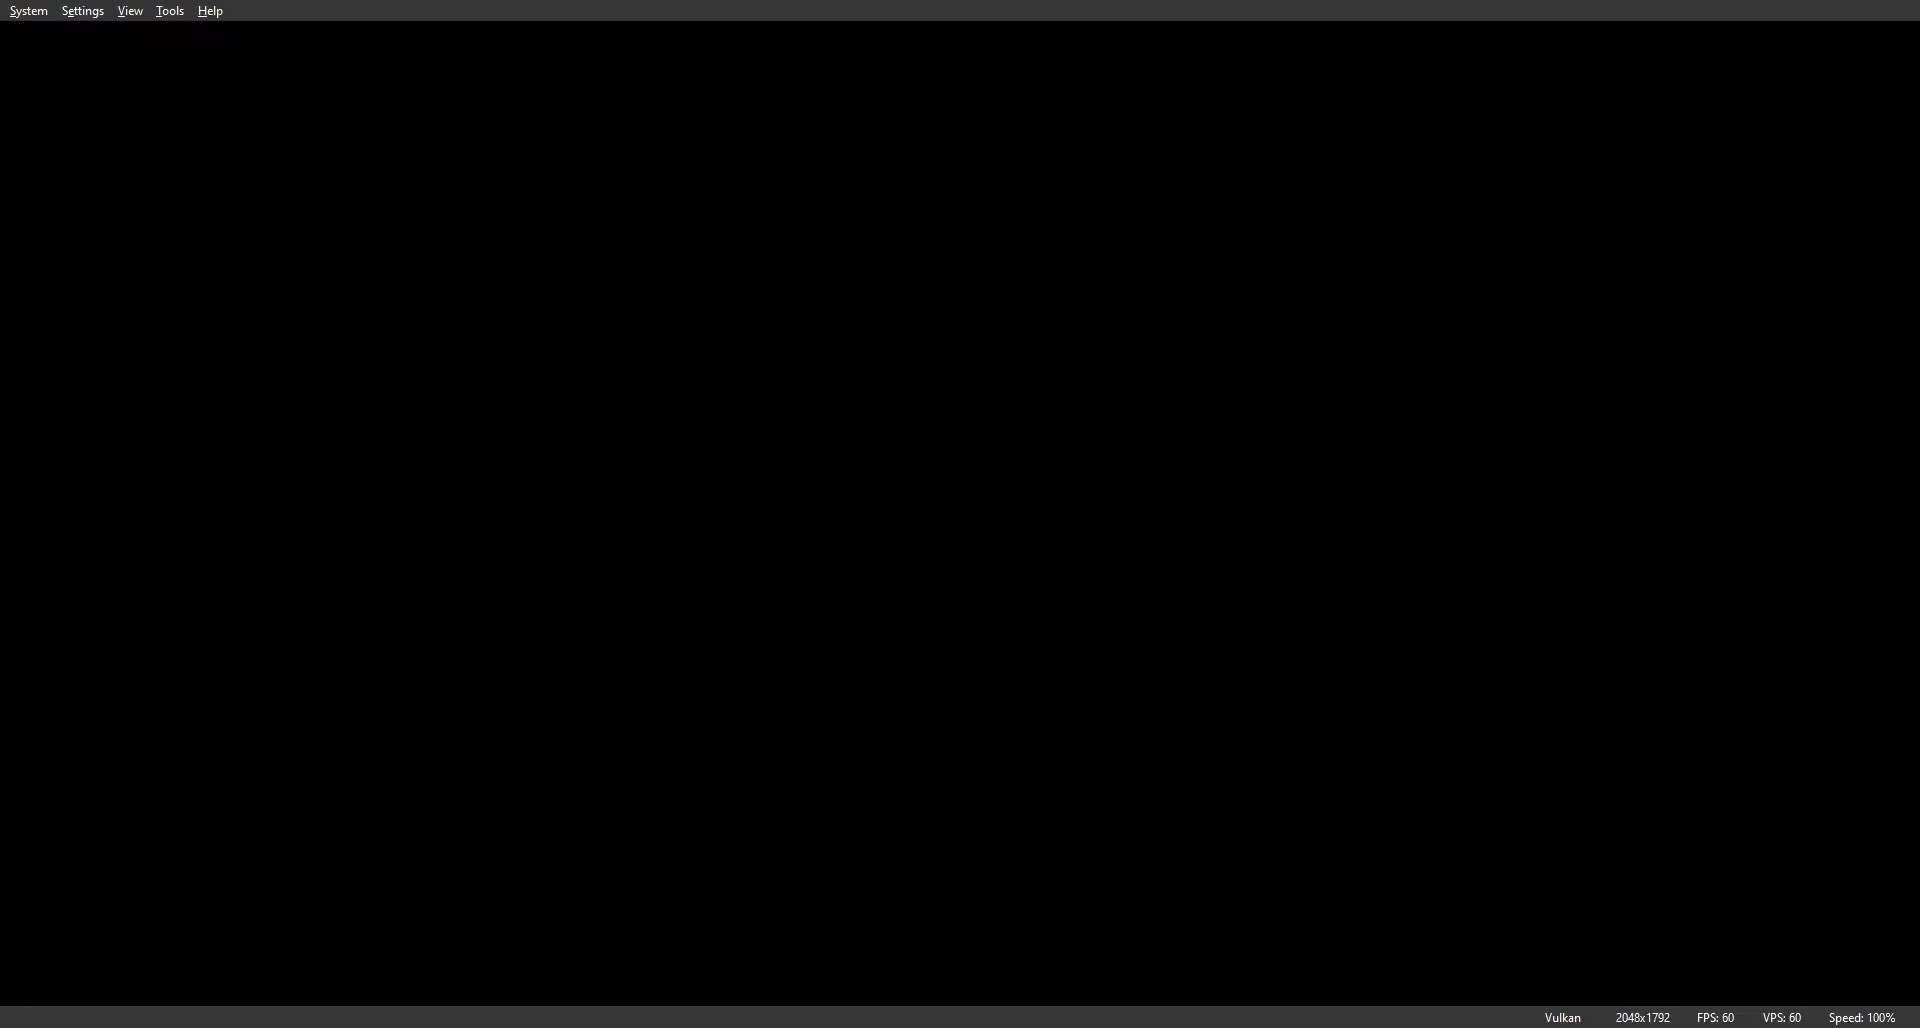 System Settings View Tools Help
Vulkan 2048x1792 FPS: 60 VPS: 60 Speed: 100%